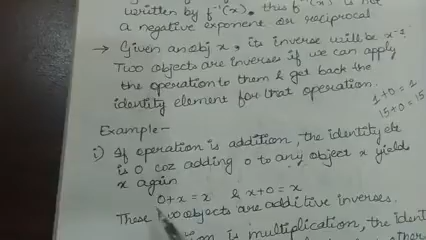 written by f⁻¹(x). this f⁻¹(x) is not
a negative exponent or reciprocal
→ Given an obj x, its inverse will be x⁻¹
Two objects are inverses if we can apply
the operation to them & get back the
identity element for that operation.
1+0=1
15+0=15
Example -
i) If operation is addition, the identity ele
is 0 coz adding 0 to any object x yields
x again
0+x=x & x+0=x
These two objects are additive inverses.
is multiplication, the identi